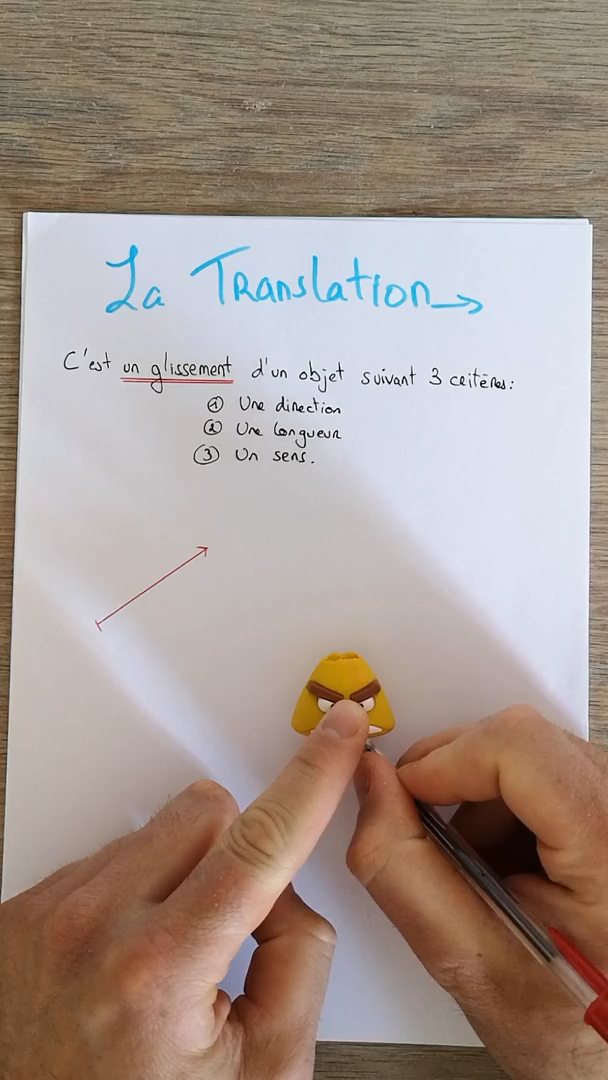 La Translation
C'est un glissement d'un objet suivant 3 critères:
① Une direction
② Une longueur
③ Un sens.